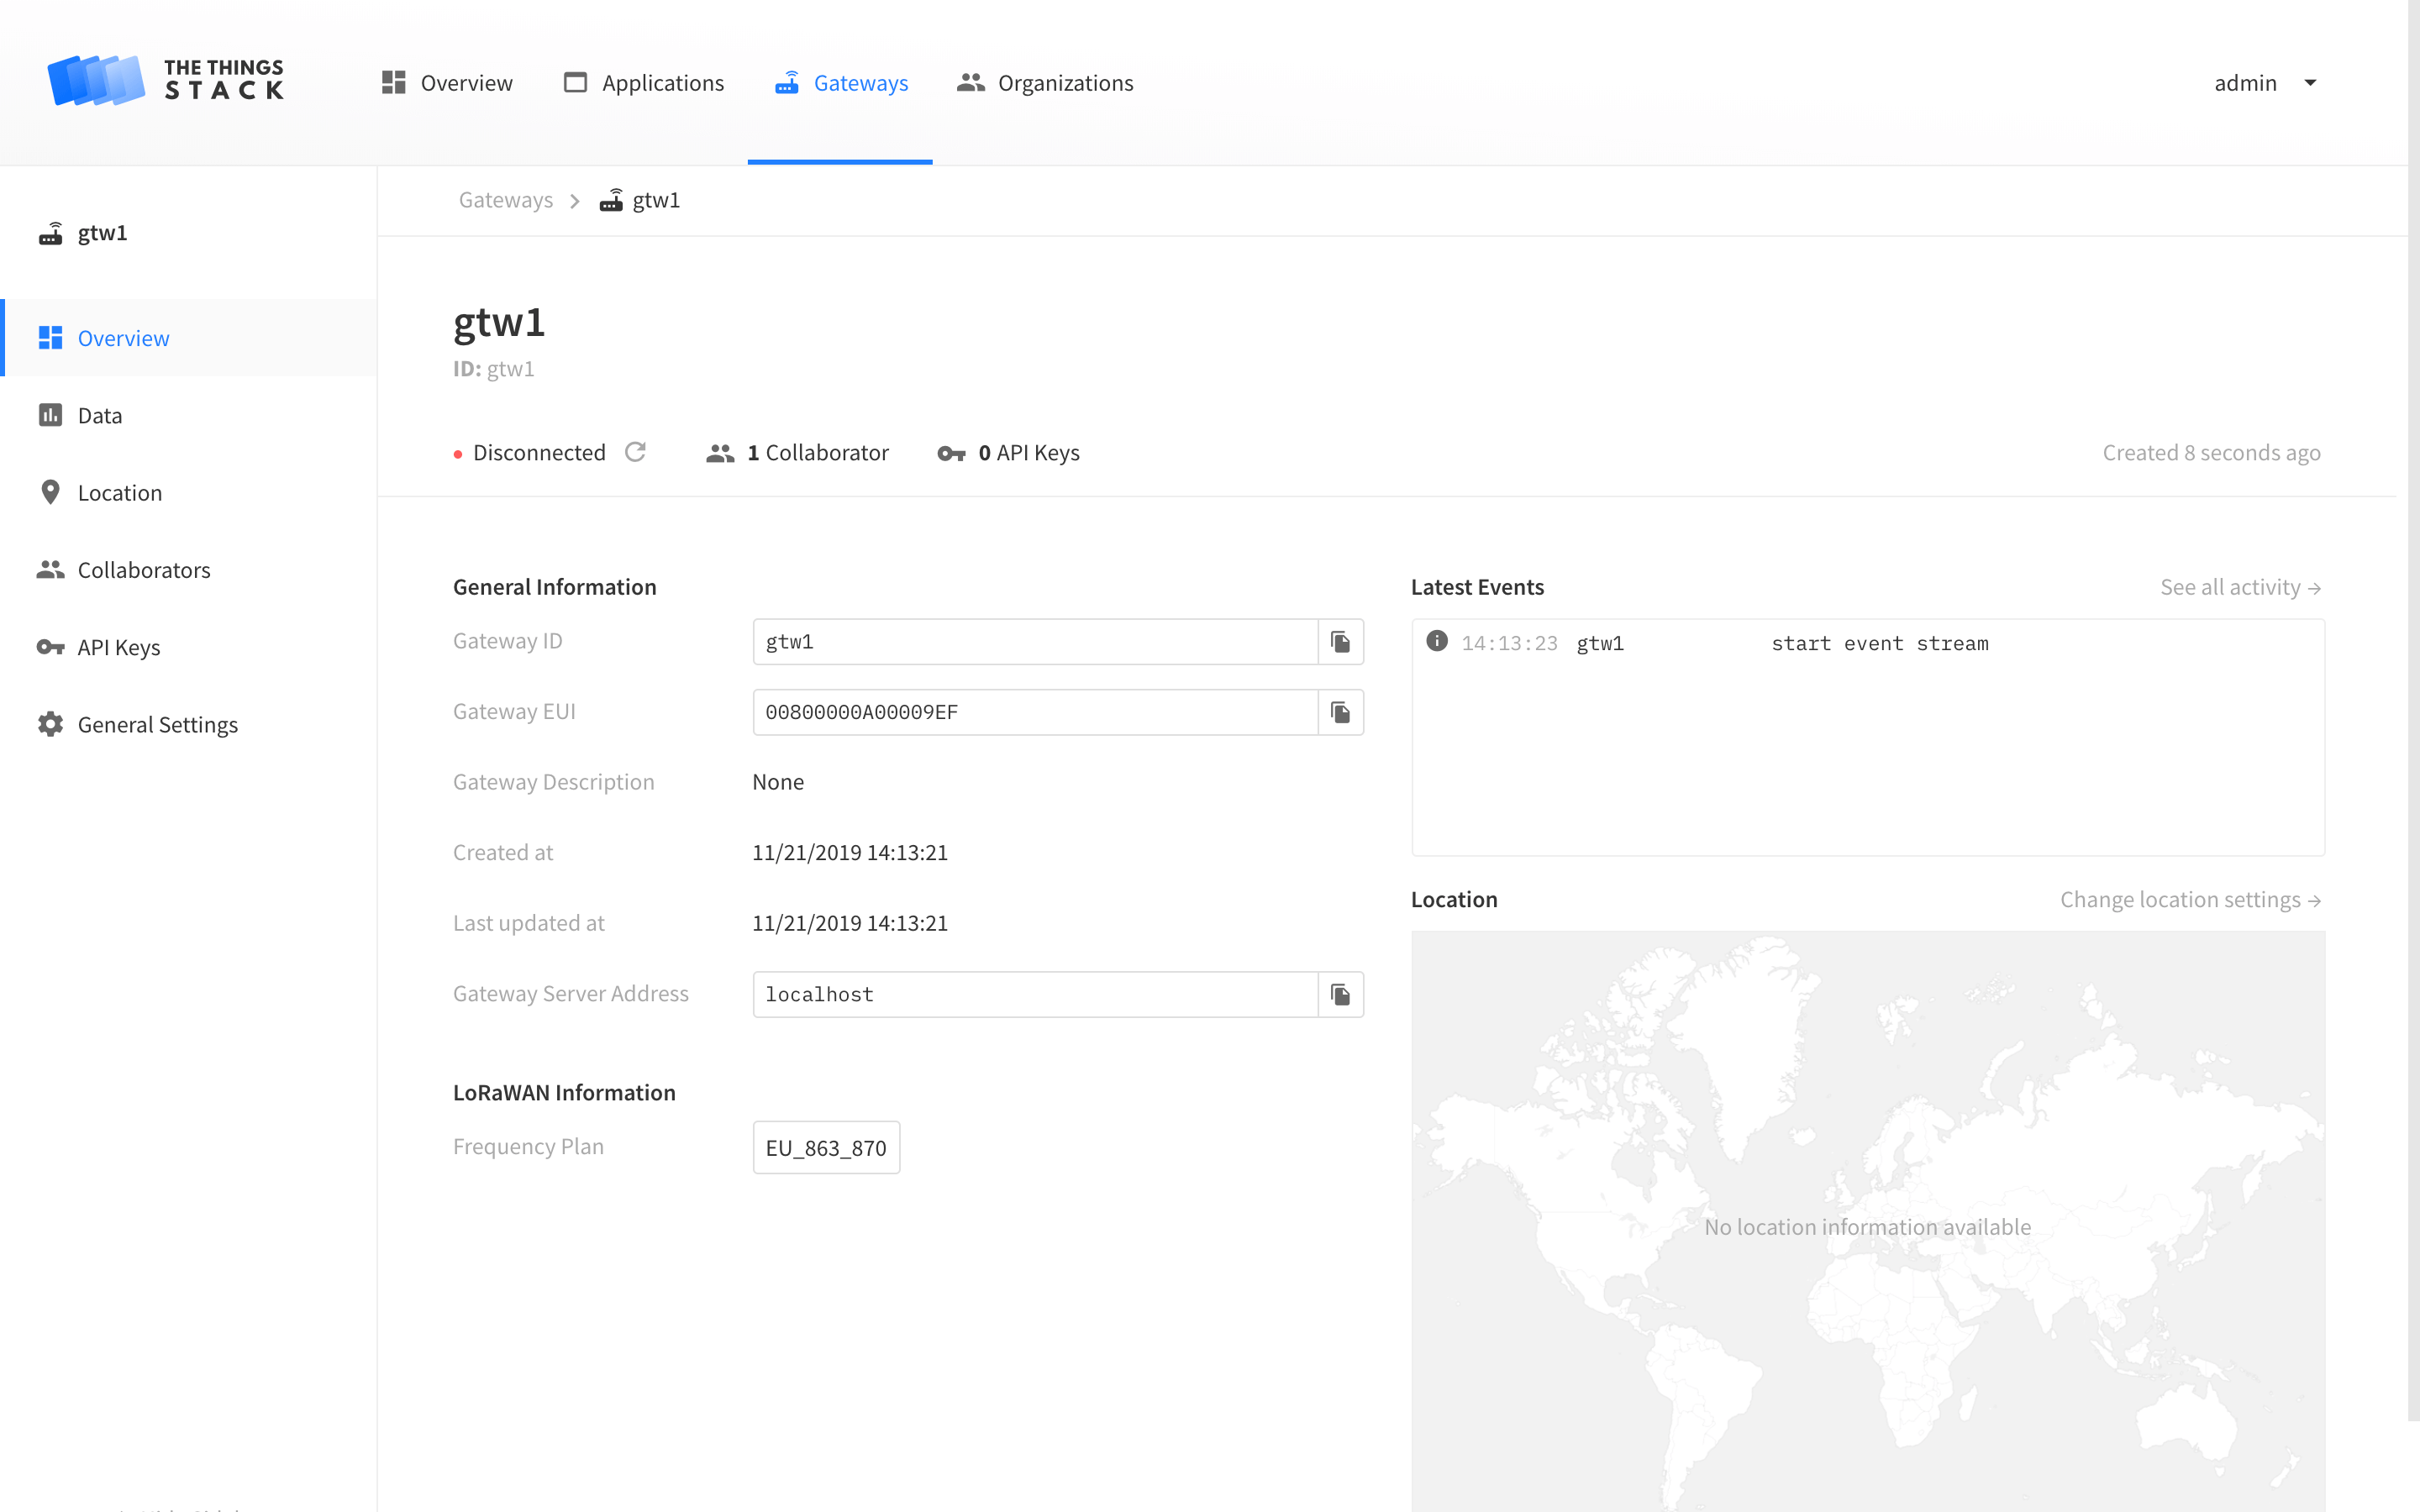 THE THINGS
STACK
Overview
Applications
Gateways
Organizations
admin
gtw1
Overview
Data
Location
Collaborators
API Keys
General Settings
Gateways
gtw1
gtw1
ID: gtw1
Disconnected
1 Collaborator
0 API Keys
Created 8 seconds ago
General Information
Gateway ID
gtw1
Gateway EUI
00800000A00009EF
Gateway Description
None
Created at
11/21/2019 14:13:21
Last updated at
11/21/2019 14:13:21
Gateway Server Address
localhost
LoRaWAN Information
Frequency Plan
EU_863_870
Latest Events
See all activity →
14:13:23 gtw1 start event stream
Location
Change location settings →
No location information available